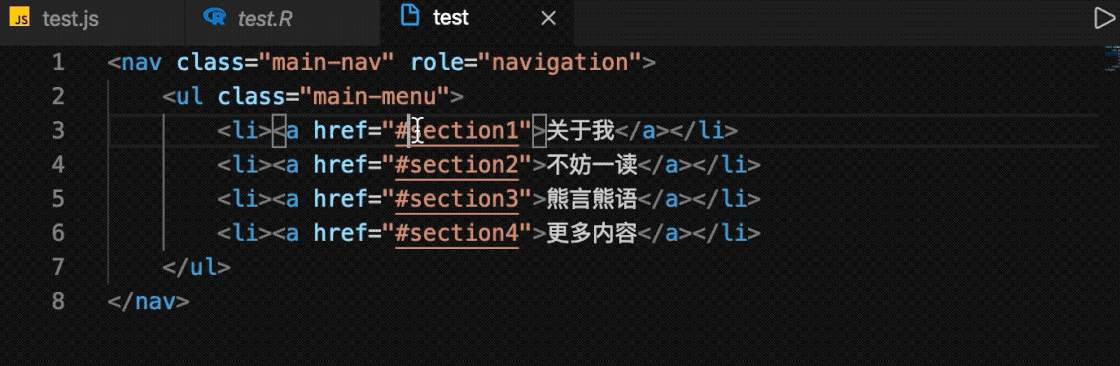 JS test.js R test.R test
1 <nav class="main-nav" role="navigation">
2 <ul class="main-menu">
3 <li><a href="#section1">关于我</a></li>
4 <li><a href="#section2">不妨一读</a></li>
5 <li><a href="#section3">熊言熊语</a></li>
6 <li><a href="#section4">更多内容</a></li>
7 </ul>
8 </nav>